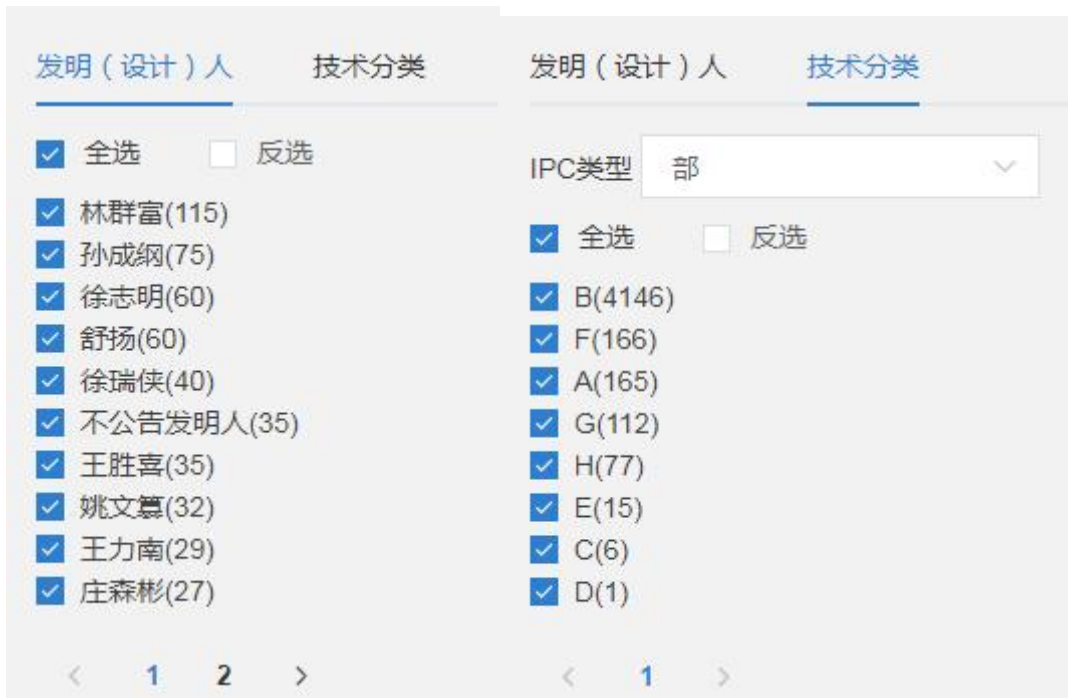 发明（设计）人 技术分类
全选 反选
林群富(115)
孙成纲(75)
徐志明(60)
舒扬(60)
徐瑞侠(40)
不公告发明人(35)
王胜喜(35)
姚文篡(32)
王力南(29)
庄森彬(27)
1 2
发明（设计）人 技术分类
IPC类型 部
全选 反选
B(4146)
F(166)
A(165)
G(112)
H(77)
E(15)
C(6)
D(1)
1